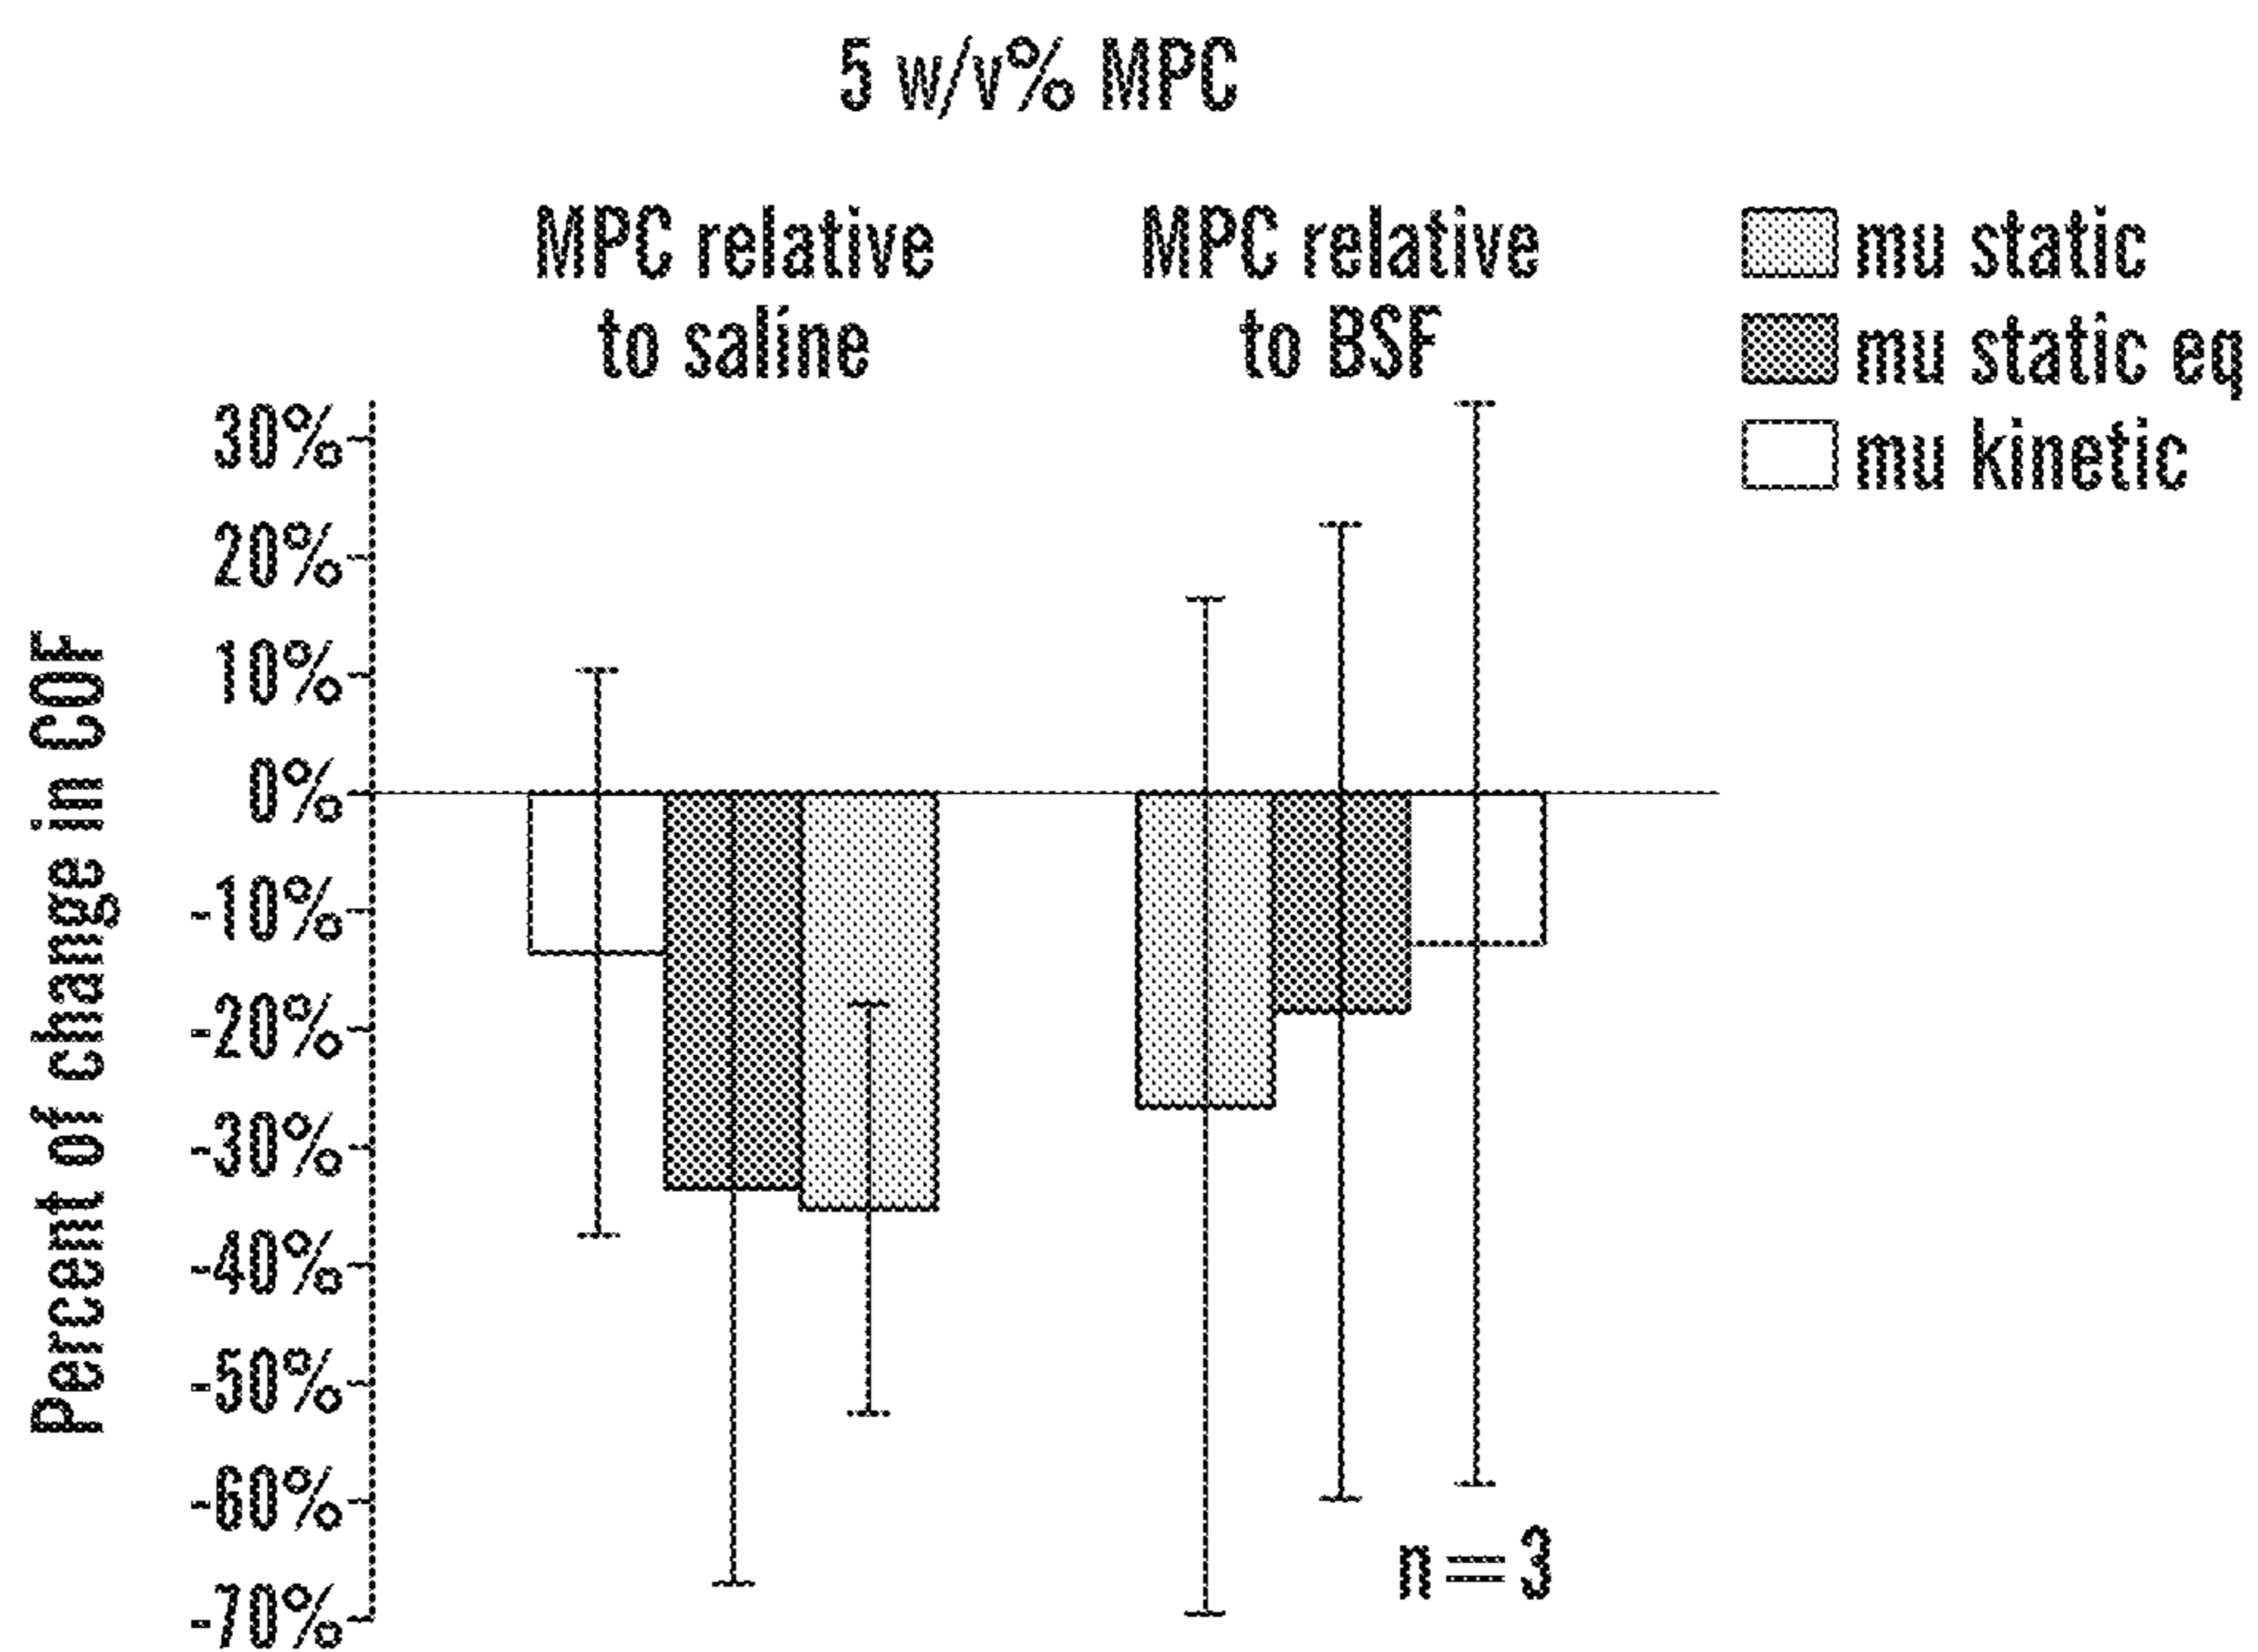 5 w/v% MPC
MPC relative
to saline
MPC relative
to BSF
mu static
mu static eq
mu kinetic
Percent of change in COF
30%
20%
10%
0%
-10%
-20%
-30%
-40%
-50%
-60%
-70%
n=3